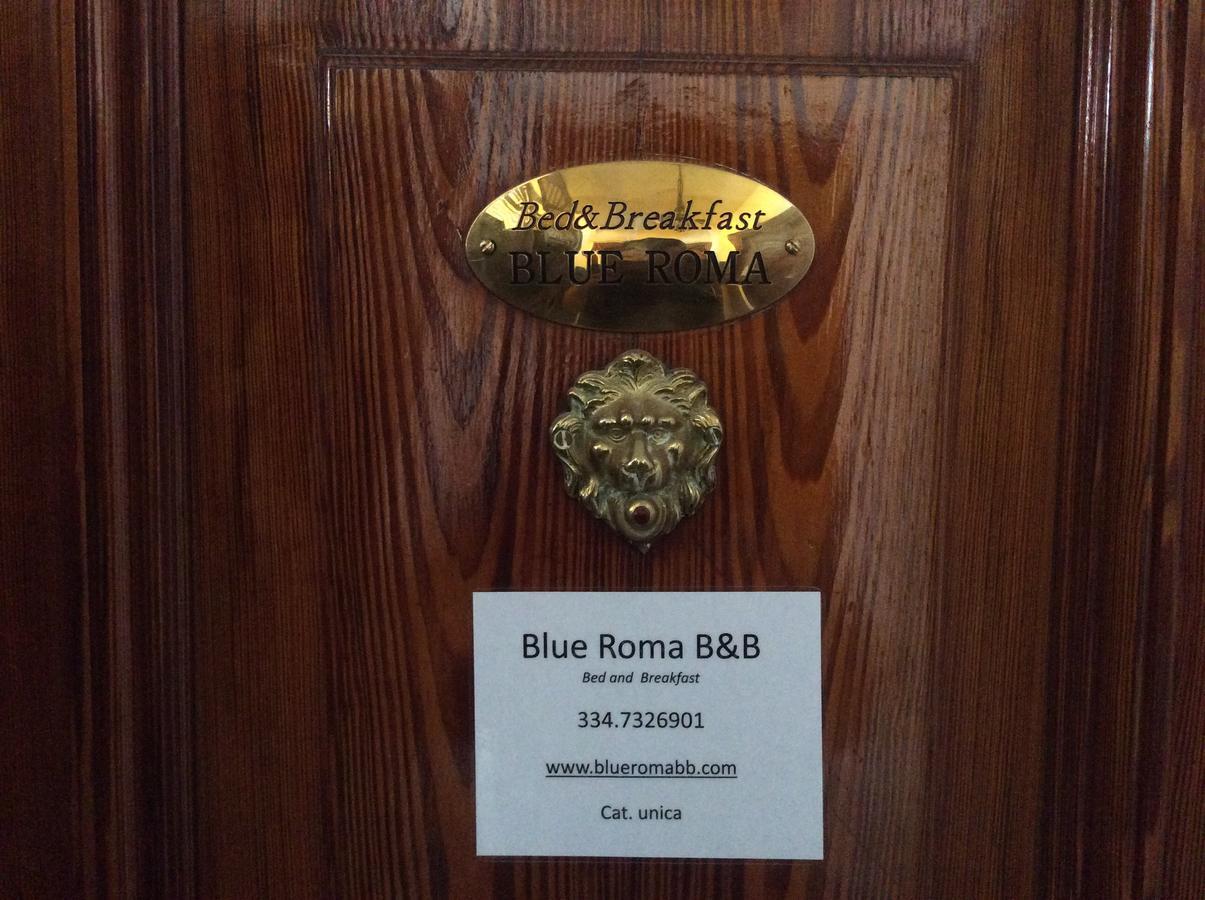 Bed&Breakfast
BLUE ROMA
Blue Roma B&B
Bed and Breakfast
334.7326901
www.blueromabb.com
Cat. unica